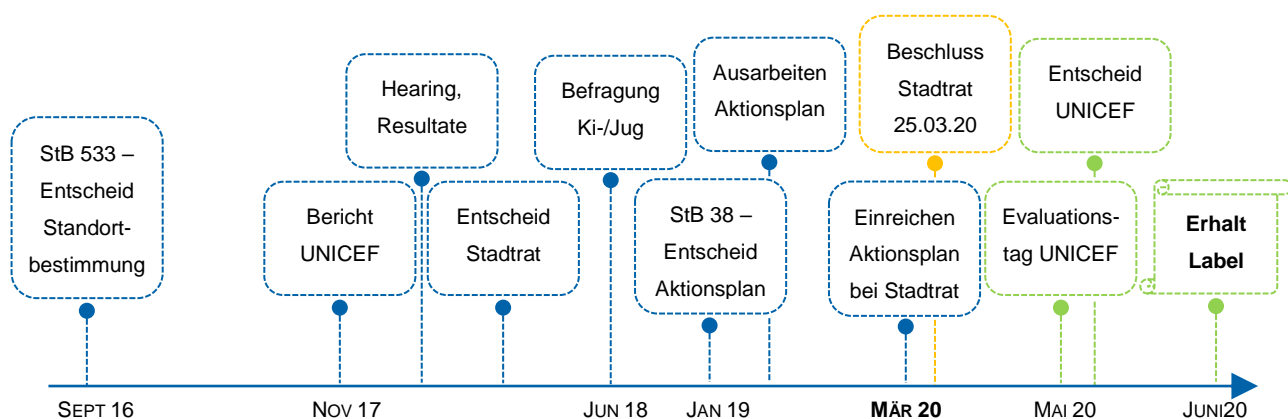 StB 533 –
Entscheid
Standort-
bestimmung
Bericht
UNICEF
Hearing,
Resultate
Entscheid
Stadtrat
Befragung
Ki-/Jug
StB 38 –
Entscheid
Aktionsplan
Ausarbeiten
Aktionsplan
Einreichen
Aktionsplan
bei Stadtrat
Beschluss
Stadtrat
25.03.20
Evaluations-
tag UNICEF
Entscheid
UNICEF
Erhalt
Label
SEPT 16 NOV 17 JUN 18 JAN 19 MÄR 20 MAI 20 JUNI20